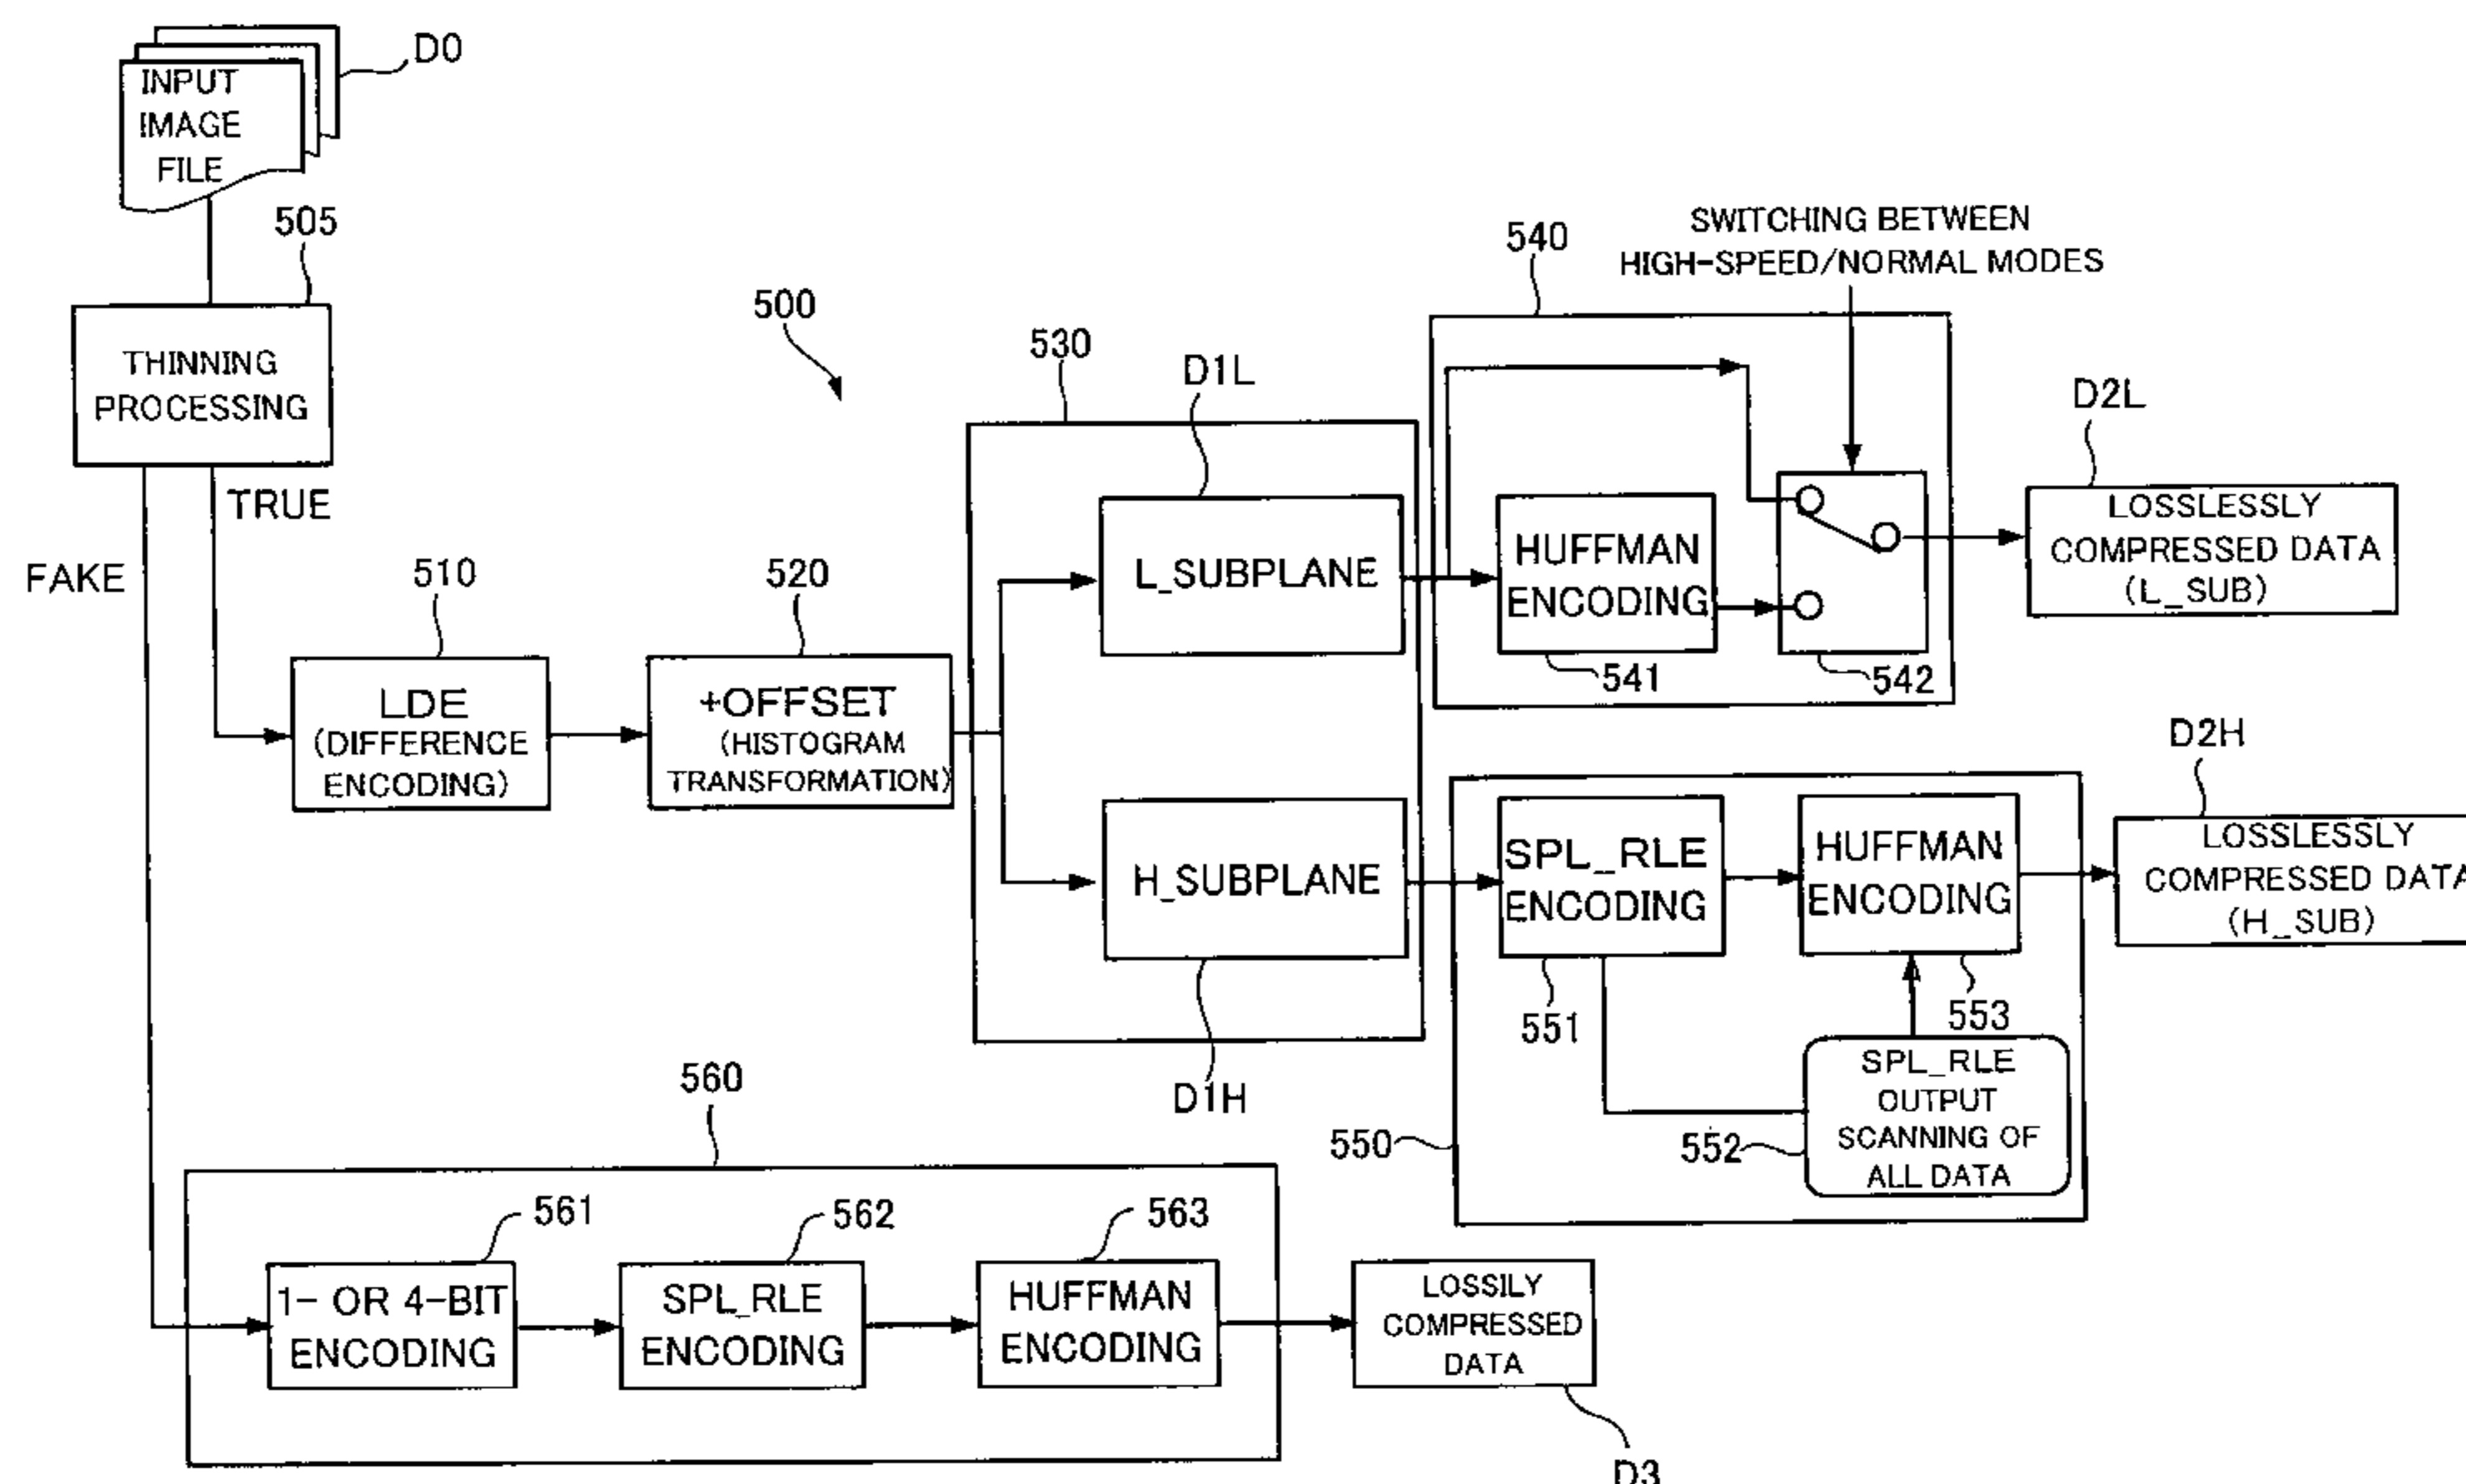 D0
INPUT
IMAGE
FILE
505
THINNING
PROCESSING
FAKE
TRUE
500
510
LDE
(DIFFERENCE
ENCODING)
520
+OFFSET
(HISTOGRAM
TRANSFORMATION)
530
D1L
L_SUBPLANE
H_SUBPLANE
D1H
SWITCHING BETWEEN
HIGH-SPEED/NORMAL MODES
540
HUFFMAN
ENCODING
541
542
D2L
LOSSLESSLY
COMPRESSED DATA
(L_SUB)
D2H
LOSSLESSLY
COMPRESSED DATA
(H_SUB)
SPL_RLE
ENCODING
551
HUFFMAN
ENCODING
553
550
552
SPL_RLE
OUTPUT
SCANNING OF
ALL DATA
560
561
1- OR 4-BIT
ENCODING
562
SPL_RLE
ENCODING
563
HUFFMAN
ENCODING
LOSSILY
COMPRESSED
DATA
D3